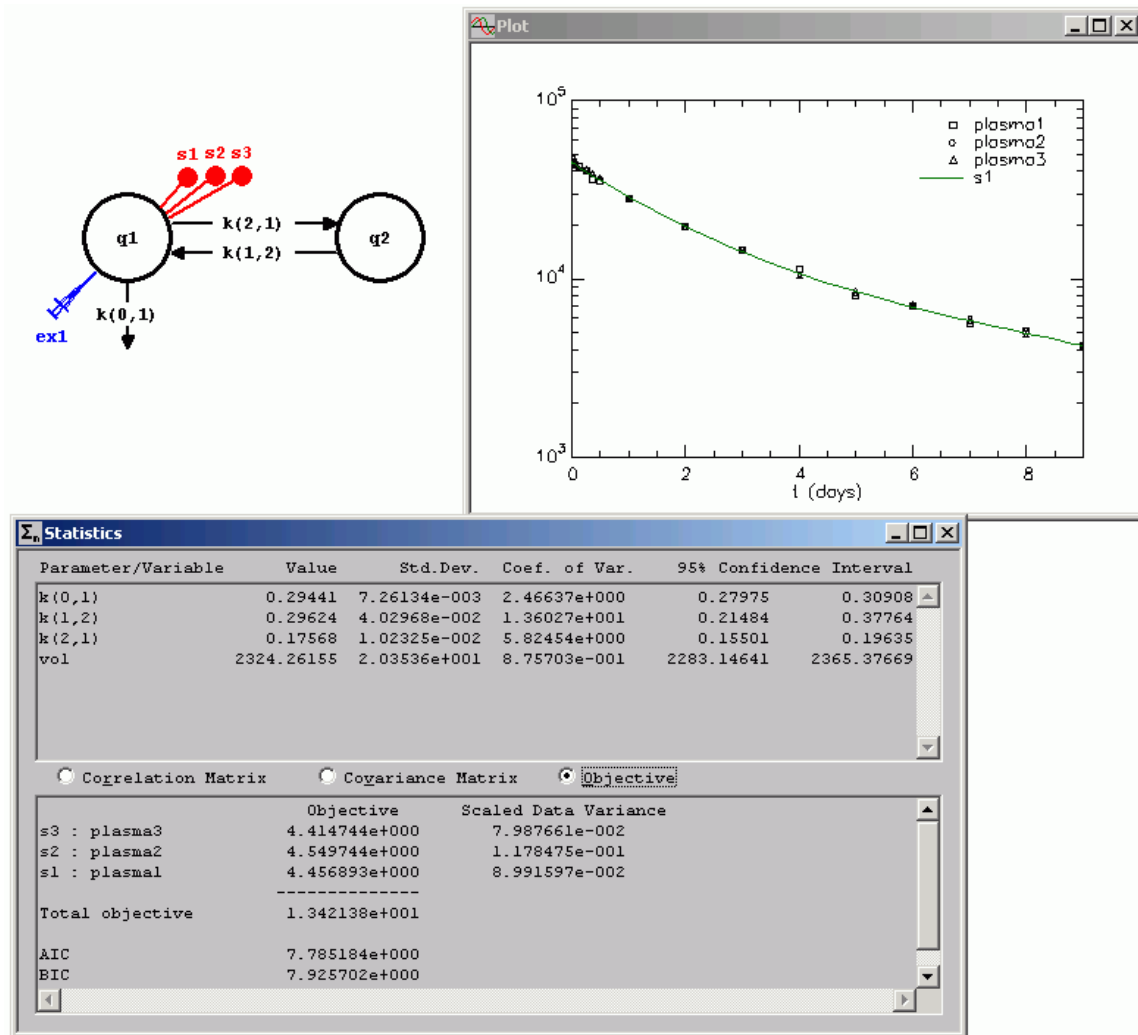 s1 s2 s3
q1
k(2,1)
k(1,2)
q2
ex1
k(0,1)
Plot
10^5
10^4
10^3
plasma1
plasma2
plasma3
s1
0 2 4 6 8
t (days)
Σn Statistics
Parameter/Variable Value Std.Dev. Coef. of Var. 95% Confidence Interval
k(0,1) 0.29441 7.26134e-003 2.46637e+000 0.27975 0.30908
k(1,2) 0.29624 4.02968e-002 1.36027e+001 0.21484 0.37764
k(2,1) 0.17568 1.02325e-002 5.82454e+000 0.15501 0.19635
vol 2324.26155 2.03536e+001 8.75703e-001 2283.14641 2365.37669
Correlation Matrix Covariance Matrix Objective
Objective Scaled Data Variance
s3 : plasma3 4.414744e+000 7.987661e-002
s2 : plasma2 4.549744e+000 1.178475e-001
s1 : plasma1 4.456893e+000 8.991597e-002
--------------
Total objective 1.342138e+001
AIC 7.785184e+000
BIC 7.925702e+000